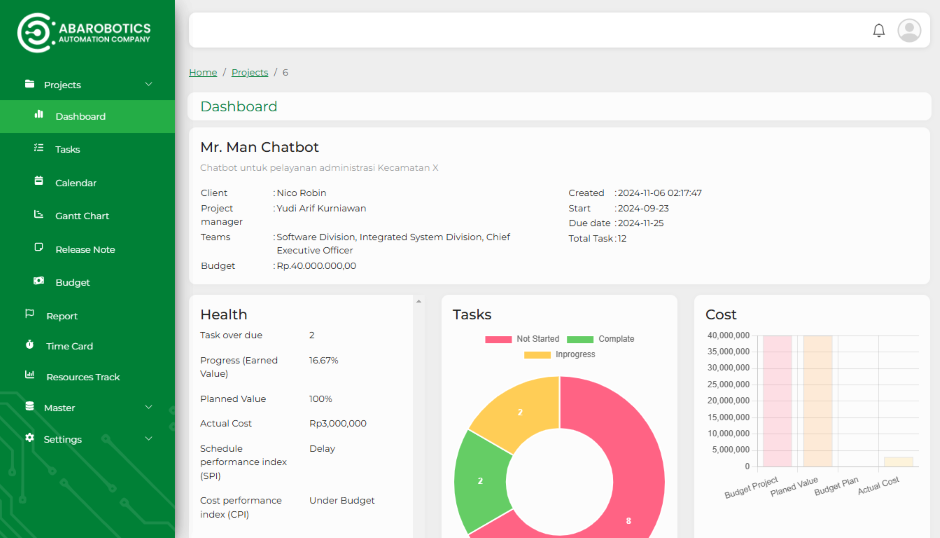 ABAROBOTICS
AUTOMATION COMPANY
Projects
Dashboard
Tasks
Calendar
Gantt Chart
Release Note
Budget
Report
Time Card
Resources Track
Master
Settings
Home / Projects / 6
Dashboard
Mr. Man Chatbot
Chatbot untuk pelayanan administrasi Kecamatan X
Client : Nico Robin
Project manager : Yudi Arif Kurniawan
Teams : Software Division, Integrated System Division, Chief
Executive Officer
Budget : Rp.40.000.000,00
Created : 2024-11-06 02:17:47
Start : 2024-09-23
Due date : 2024-11-25
Total Task : 12
Health
Task over due 2
Progress (Earned Value) 16.67%
Planned Value 100%
Actual Cost Rp3,000,000
Schedule performance index (SPI) Delay
Cost performance index (CPI) Under Budget
Tasks
Not Started Complate
Inprogress
2
2
8
Cost
40,000,000
35,000,000
30,000,000
25,000,000
20,000,000
15,000,000
10,000,000
5,000,000
0
Budget Project
Planed Value
Budget Plan
Actual Cost